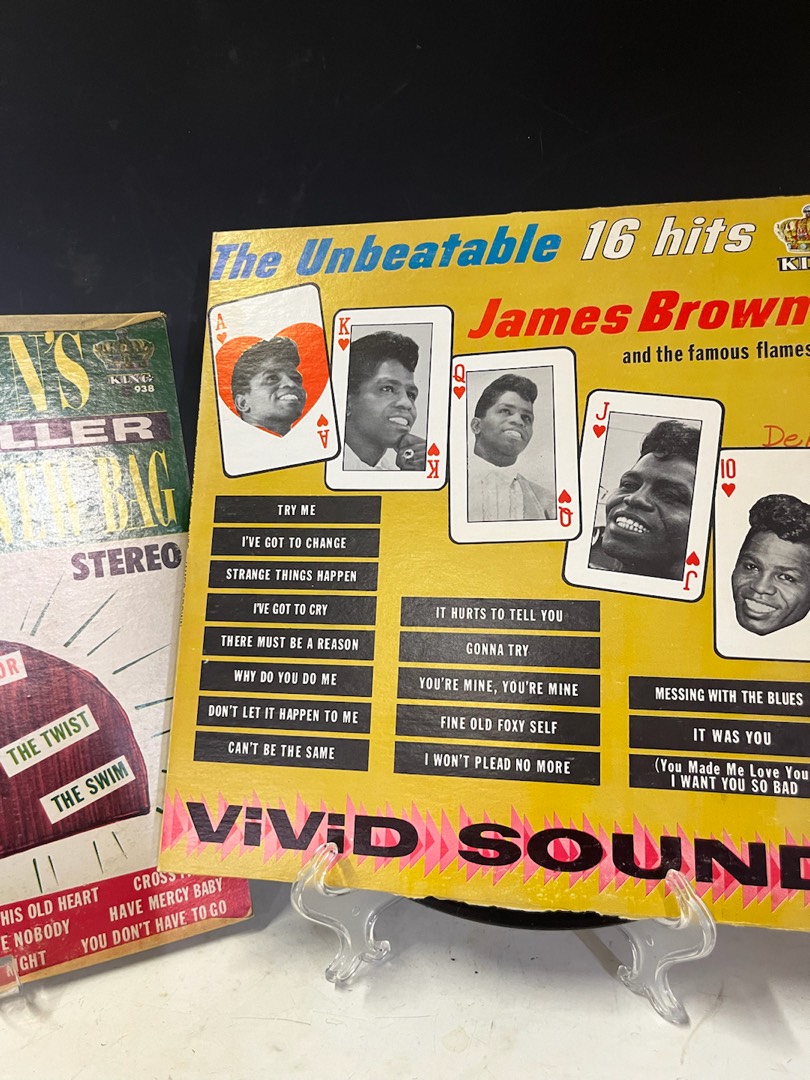 The Unbeatable 16 hits
James Brown
and the famous flames
A
A
K
K
Q
Q
J
J
10
TRY ME
I'VE GOT TO CHANGE
STRANGE THINGS HAPPEN
I'VE GOT TO CRY
THERE MUST BE A REASON
WHY DO YOU DO ME
DON'T LET IT HAPPEN TO ME
CAN'T BE THE SAME
IT HURTS TO TELL YOU
GONNA TRY
YOU'RE MINE, YOU'RE MINE
FINE OLD FOXY SELF
I WON'T PLEAD NO MORE
MESSING WITH THE BLUES
IT WAS YOU
(You Made Me Love You
I WANT YOU SO BAD
ViViD SOUND
N'S
KING
938
LLER
NEW BAG
STEREO
THE TWIST
THE SWIM
HIS OLD HEART
E NOBODY
HAVE MERCY BABY
YOU DON'T HAVE TO GO